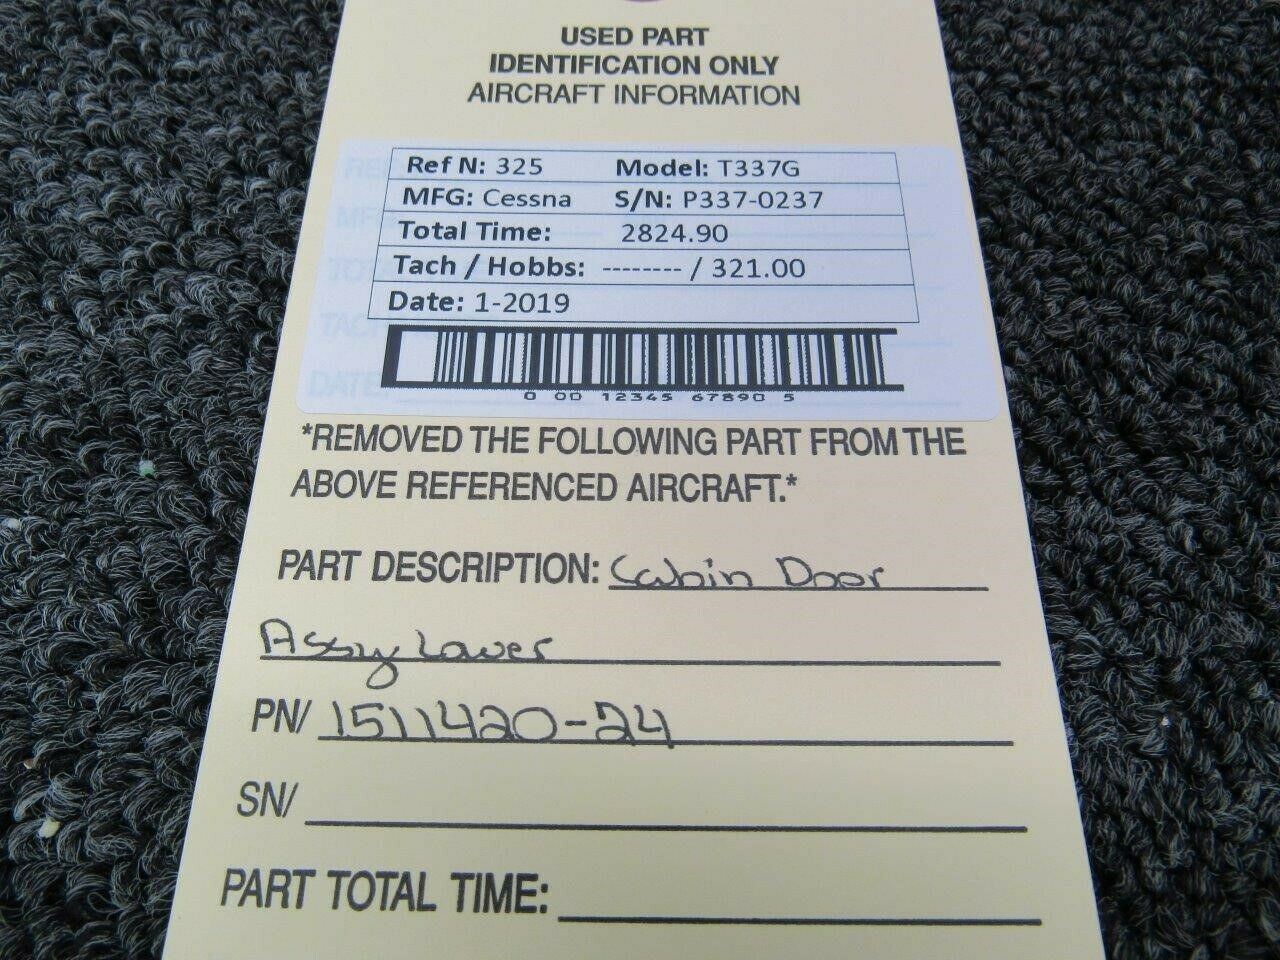 USED PART
IDENTIFICATION ONLY
AIRCRAFT INFORMATION
Ref N: 325 Model: T337G
MFG: Cessna S/N: P337-0237
Total Time: 2824.90
Tach / Hobbs: -------- / 321.00
Date: 1-2019
0 00 12345 67890 5
*REMOVED THE FOLLOWING PART FROM THE
ABOVE REFERENCED AIRCRAFT.*
PART DESCRIPTION: Cabin Door
Assy Lower
PN/ 1511420-24
SN/
PART TOTAL TIME: